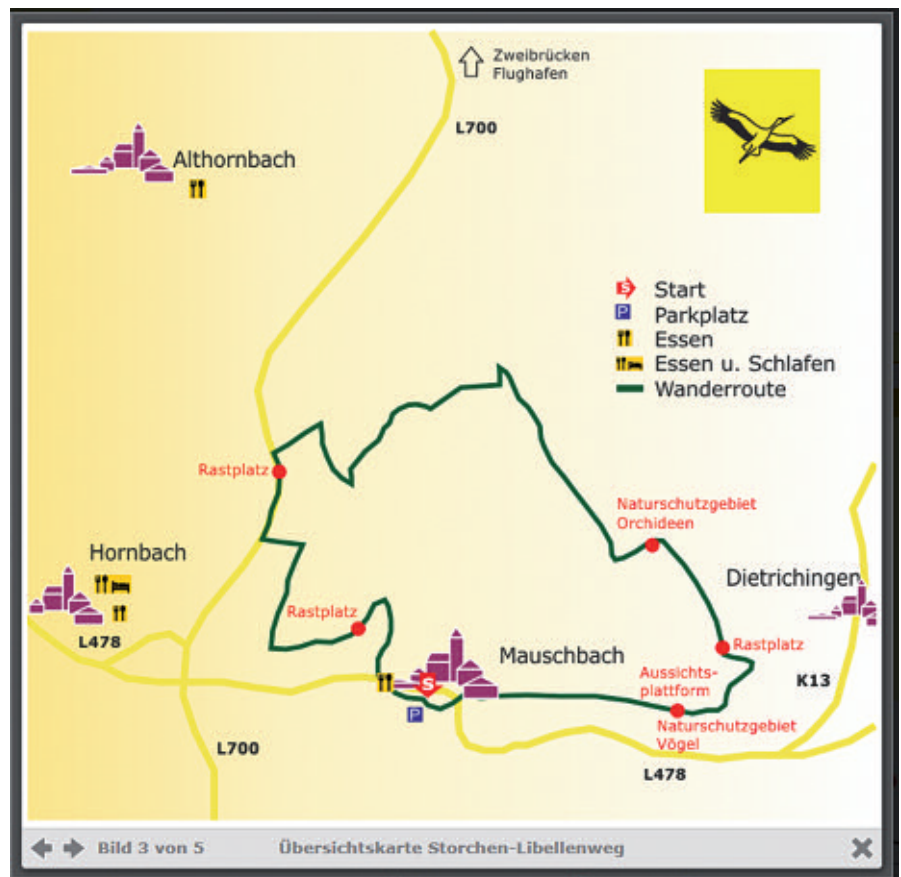 Zweibrücken
Flughafen
L700
Althornbach
S Start
P Parkplatz
Essen
Essen u. Schlafen
Wanderroute
Rastplatz
Naturschutzgebiet
Orchideen
Hornbach
Dietrichingen
Rastplatz
L478
Mauschbach
Rastplatz
Aussichts-
plattform
K13
S
P
Naturschutzgebiet
Vögel
L700
L478
Bild 3 von 5 Übersichtskarte Storchen-Libellenweg